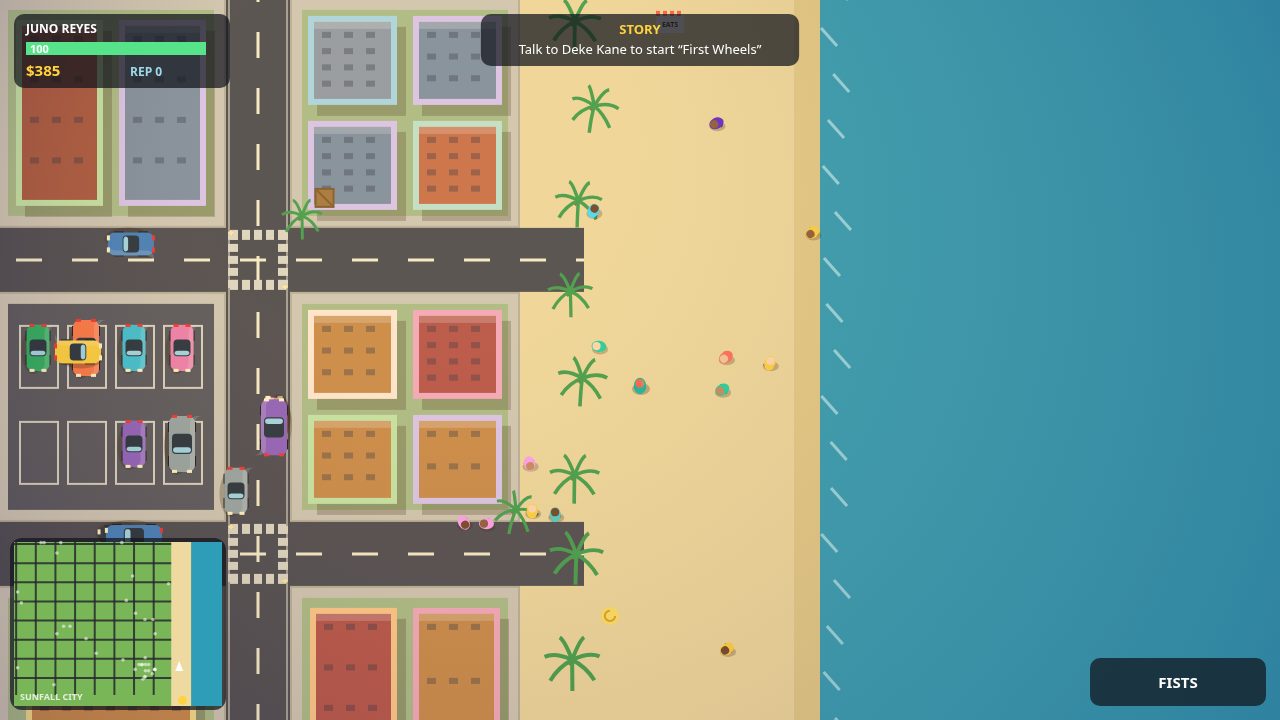 JUNO REYES
100
$385 REP 0
STORY
EATS
Talk to Deke Kane to start “First Wheels”
SUNFALL CITY
FISTS